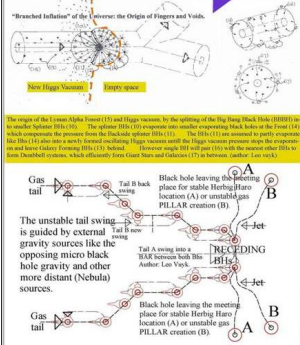 "Branched Inflation" of the Universe: the Origin of Fingers and Voids.
New Higgs Vacuum
Empty space
The origin of the Lyman Alpha Forest (15) and Higgs vacuum, by the splitting of the Big Bang Black Hole (BBBH) in
to smaller Splinter BHs (10). The splinter BHs (10) evaporate into smaller evaporating black holes at the Front (14)
which compensate the pressure from the Backside splinter BHs (11). The BHs (11) are assumed to partly evaporate
like Bhs (14) also into a newly formed oscillating Higgs vacuum untill the Higgs vacuum pressure stops the evaporati-
on and leave Galaxy Forming BHs (13) behind. However single BH will pair (16) with the nearest other BHs to
form Dumbbell systems, which efficiently form Giant Stars and Galaxies (17) in between. (author: Leo vuyk)
Gas
tail
Tail B back
swing
Black hole leaving the meeting
place for stable Herbig Haro
location (A) or unstable gas
PILLAR creation (B).
A
B
The unstable tail swing
is guided by external
gravity sources like the
opposing micro black
hole gravity and other
more distant (Nebula)
sources.
Tail B new
swing
Jet
Tail A swing into a
BAR between both Bhs
Author: Leo Vuyk.
RECEDING
BHs
Jet
Gas
tail
Black hole leaving the meeting
place for stable Herbig Haro
location (A) or unstable gas
PILLAR creation (B).
B
A